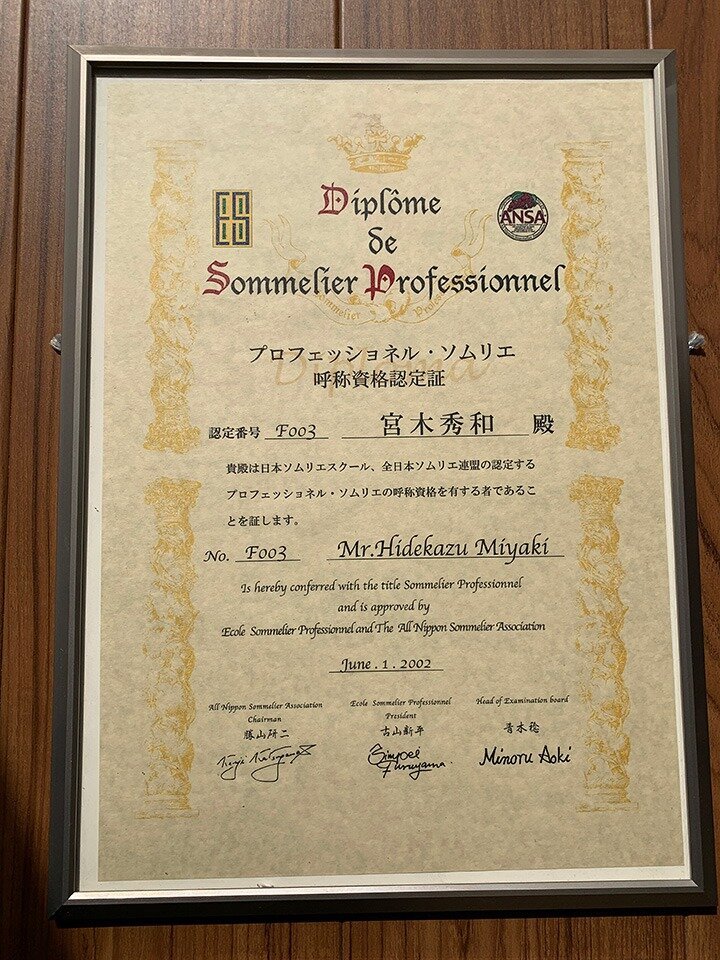 Diplôme
de
Sommelier Professionnel
ANSA
プロフェッショネル・ソムリエ
呼称資格認定証
認定番号 F003 宮木秀和 殿
貴殿は日本ソムリエスクール、全日本ソムリエ連盟の認定する
プロフェッショネル・ソムリエの呼称資格を有する者であるこ
とを証します。
No. F003 Mr.Hidekazu Miyaki
Is hereby conferred with the title Sommelier Professionnel
and is approved by
Ecole Sommelier Professionnel and The All Nippon Sommelier Association
June . 1 . 2002
All Nippon Sommelier Association
Chairman
勝山研二
Ecole Sommelier Professionnel
President
古山新平
Furuyama
Head of Examination board
青木稔
Minoru Aoki